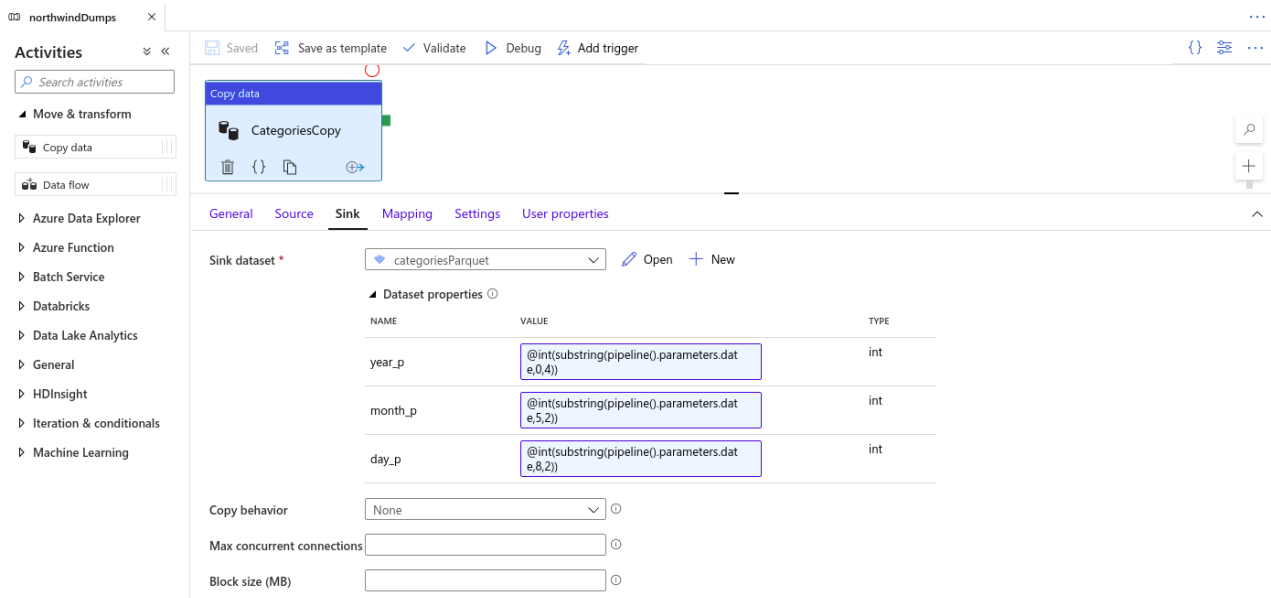 northwindDumps
Activities
Search activities
Move & transform
Copy data
Data flow
Azure Data Explorer
Azure Function
Batch Service
Databricks
Data Lake Analytics
General
HDInsight
Iteration & conditionals
Machine Learning
Saved Save as template Validate Debug Add trigger
Copy data
CategoriesCopy
General Source Sink Mapping Settings User properties
Sink dataset * categoriesParquet Open New
Dataset properties
NAME VALUE TYPE
year_p @int(substring(pipeline().parameters.dat int
e,0,4))
month_p @int(substring(pipeline().parameters.dat int
e,5,2))
day_p @int(substring(pipeline().parameters.dat int
e,8,2))
Copy behavior None
Max concurrent connections
Block size (MB)